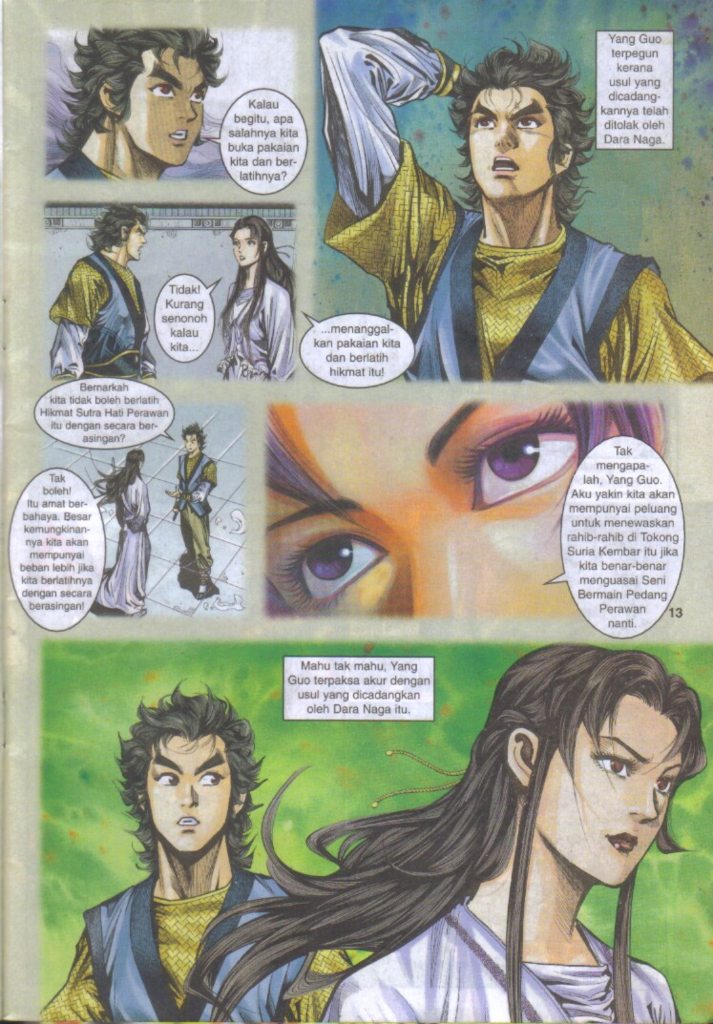 Kalau
begitu, apa
salahnya kita
buka pakaian
kita dan ber-
latihnya?
Yang Guo
terpegun
kerana
usul yang
dicadang-
kannya telah
ditolak oleh
Dara Naga.
Tidak!
Kurang
senonoh
kalau
kita...
...menanggal-
kan pakaian kita
dan berlatih
hikmat itu!
Bernarkah
kita tidak boleh berlatih
Hikmat Sutra Hati Perawan
itu dengan secara ber-
asingan?
Tak
boleh!
Itu amat ber-
bahaya. Besar
kemungkinan-
nya kita akan
mempunyai
beban lebih jika
kita berlatihnya
dengan secara
berasingan!
Tak
mengapa-
lah, Yang Guo.
Aku yakin kita akan
mempunyai peluang
untuk menewaskan
rahib-rahib di Tokong
Suria Kembar itu jika
kita benar-benar
menguasai Seni
Bermain Pedang
Perawan
nanti.
13
Mahu tak mahu, Yang
Guo terpaksa akur dengan
usul yang dicadangkan
oleh Dara Naga itu.